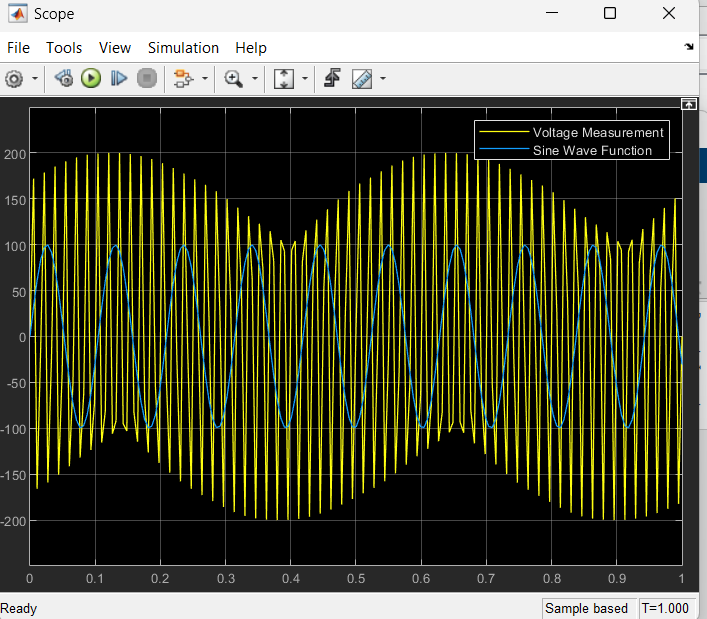 Scope
File Tools View Simulation Help
Voltage Measurement
Sine Wave Function
200
150
100
50
0
-50
-100
-150
-200
0 0.1 0.2 0.3 0.4 0.5 0.6 0.7 0.8 0.9 1
Ready Sample based T=1.000